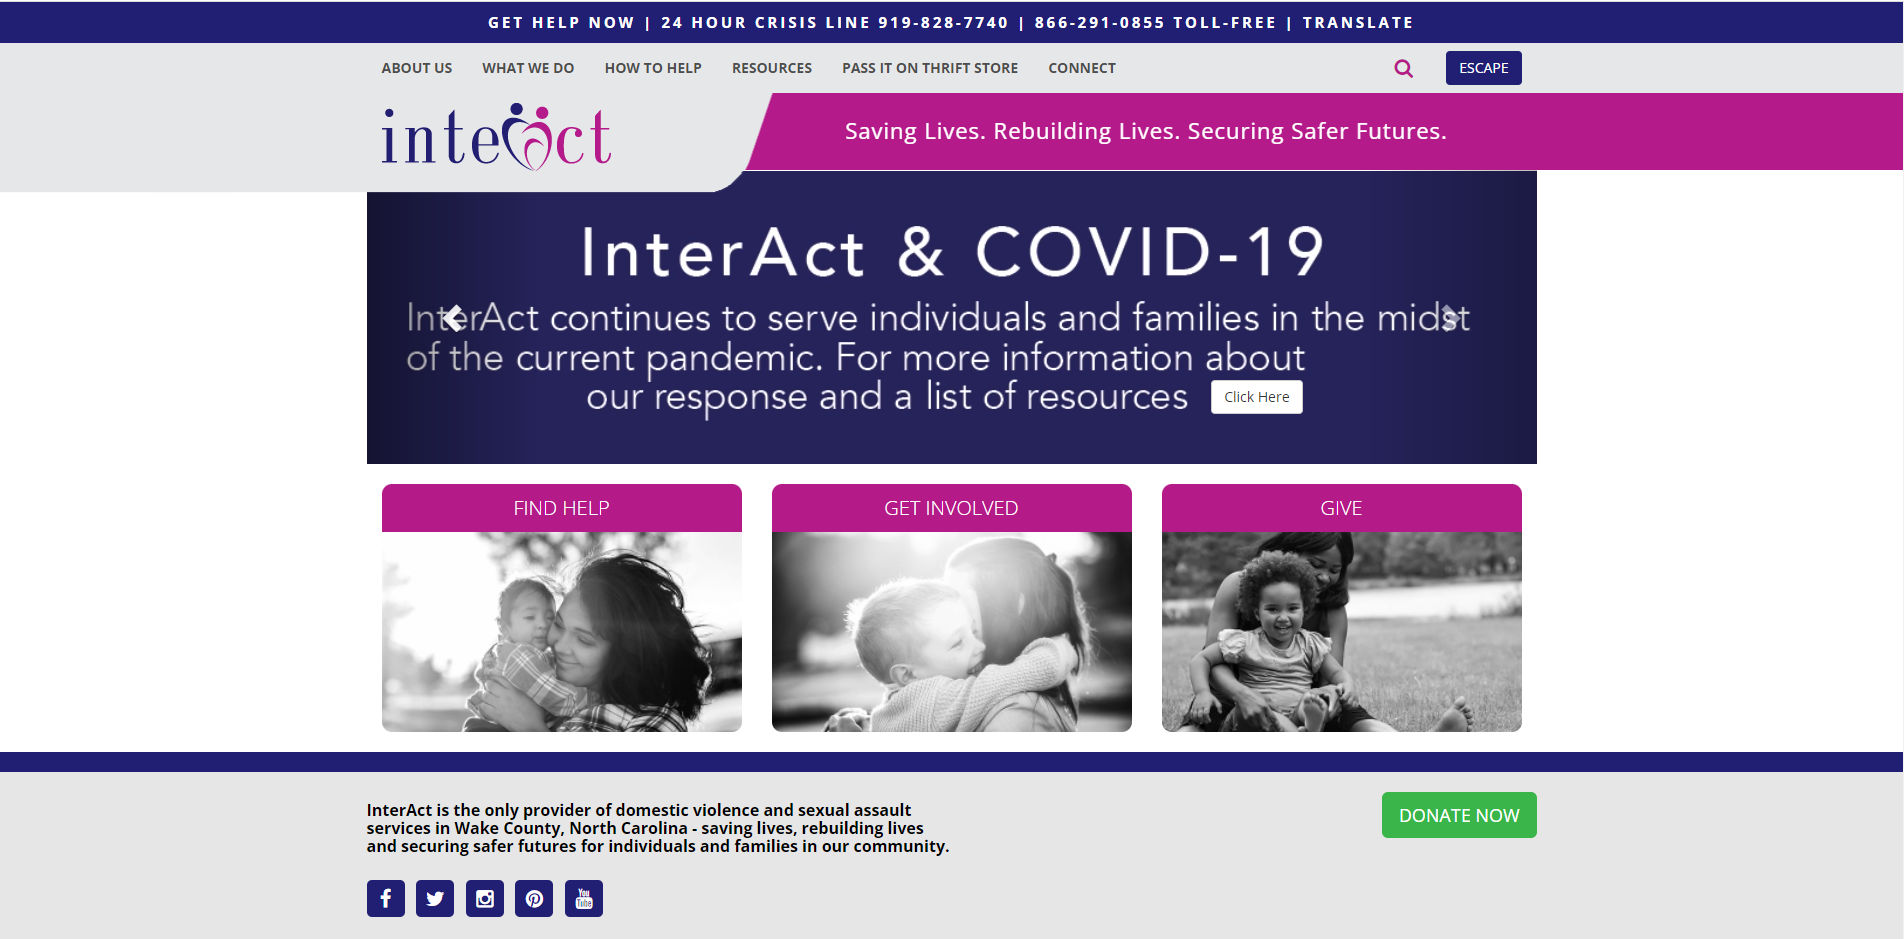 GET HELP NOW | 24 HOUR CRISIS LINE 919-828-7740 | 866-291-0855 TOLL-FREE | TRANSLATE
ABOUT US WHAT WE DO HOW TO HELP RESOURCES PASS IT ON THRIFT STORE CONNECT ESCAPE
interact
Saving Lives. Rebuilding Lives. Securing Safer Futures.
InterAct & COVID-19
InterAct continues to serve individuals and families in the midst
of the current pandemic. For more information about
our response and a list of resources Click Here
FIND HELP GET INVOLVED GIVE
InterAct is the only provider of domestic violence and sexual assault
services in Wake County, North Carolina - saving lives, rebuilding lives
and securing safer futures for individuals and families in our community.
DONATE NOW
You
Tube